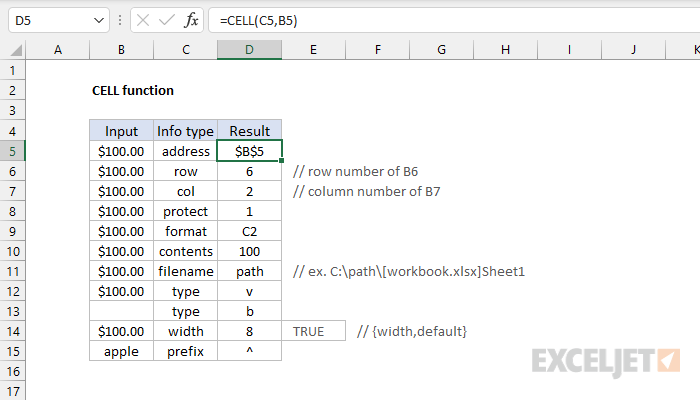 D5 fx =CELL(C5,B5)
A B C D E F G H I J K
1
2 CELL function
3
4 Input Info type Result
5 $100.00 address $B$5
6 $100.00 row 6 // row number of B6
7 $100.00 col 2 // column number of B7
8 $100.00 protect 1
9 $100.00 format C2
10 $100.00 contents 100
11 $100.00 filename path // ex. C:\path\[workbook.xlsx]Sheet1
12 $100.00 type v
13 type b
14 $100.00 width 8 TRUE // {width,default}
15 apple prefix ^
16
17
EXCELJET